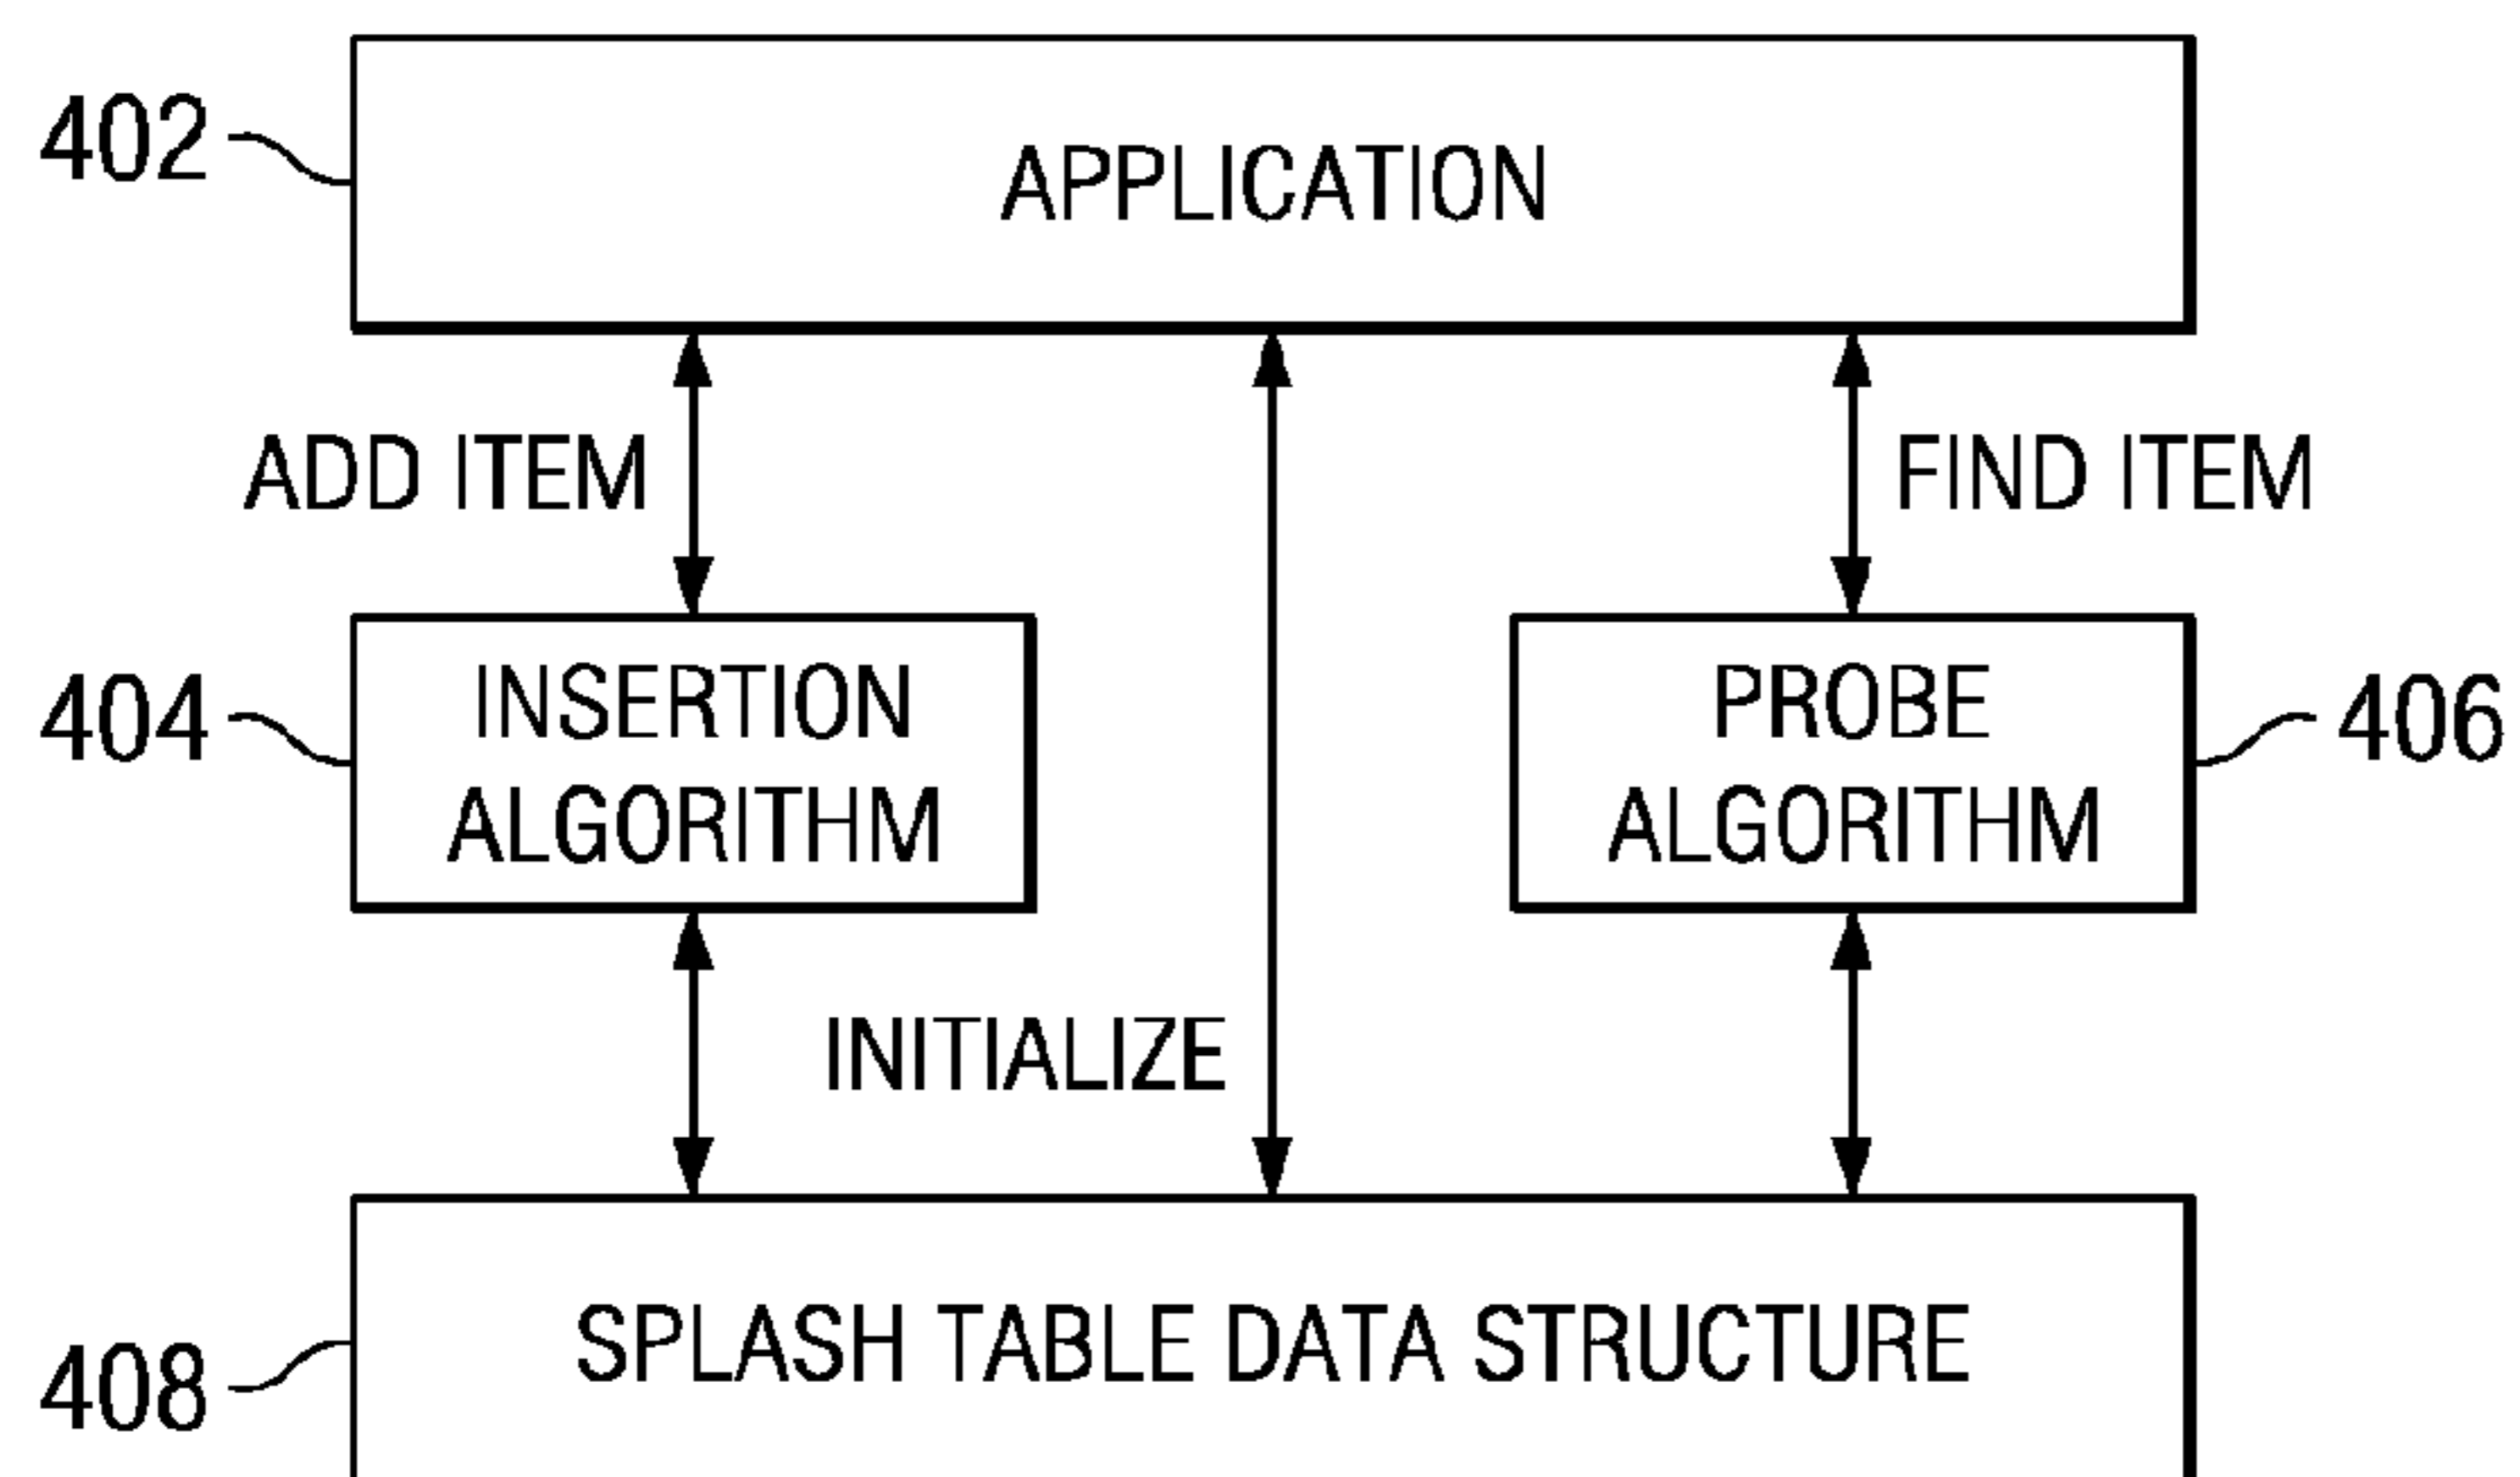 402
APPLICATION
ADD ITEM
FIND ITEM
404
INSERTION
ALGORITHM
PROBE
ALGORITHM
406
INITIALIZE
408
SPLASH TABLE DATA STRUCTURE